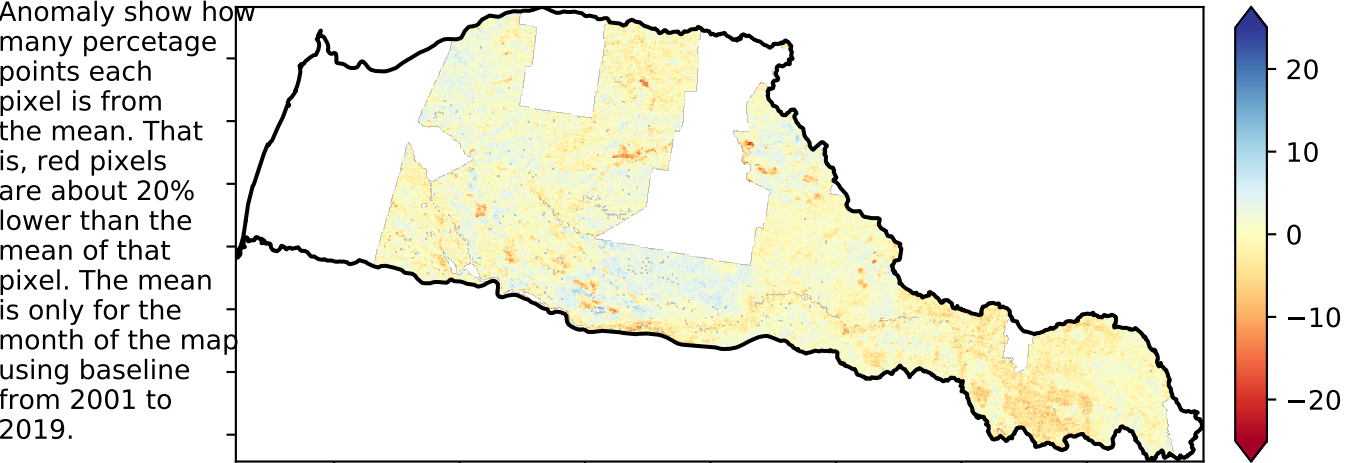 Anomaly show how
many percetage
points each
pixel is from
the mean. That
is, red pixels
are about 20%
lower than the
mean of that
pixel. The mean
is only for the
month of the map
using baseline
from 2001 to
2019.
20
10
0
−10
−20